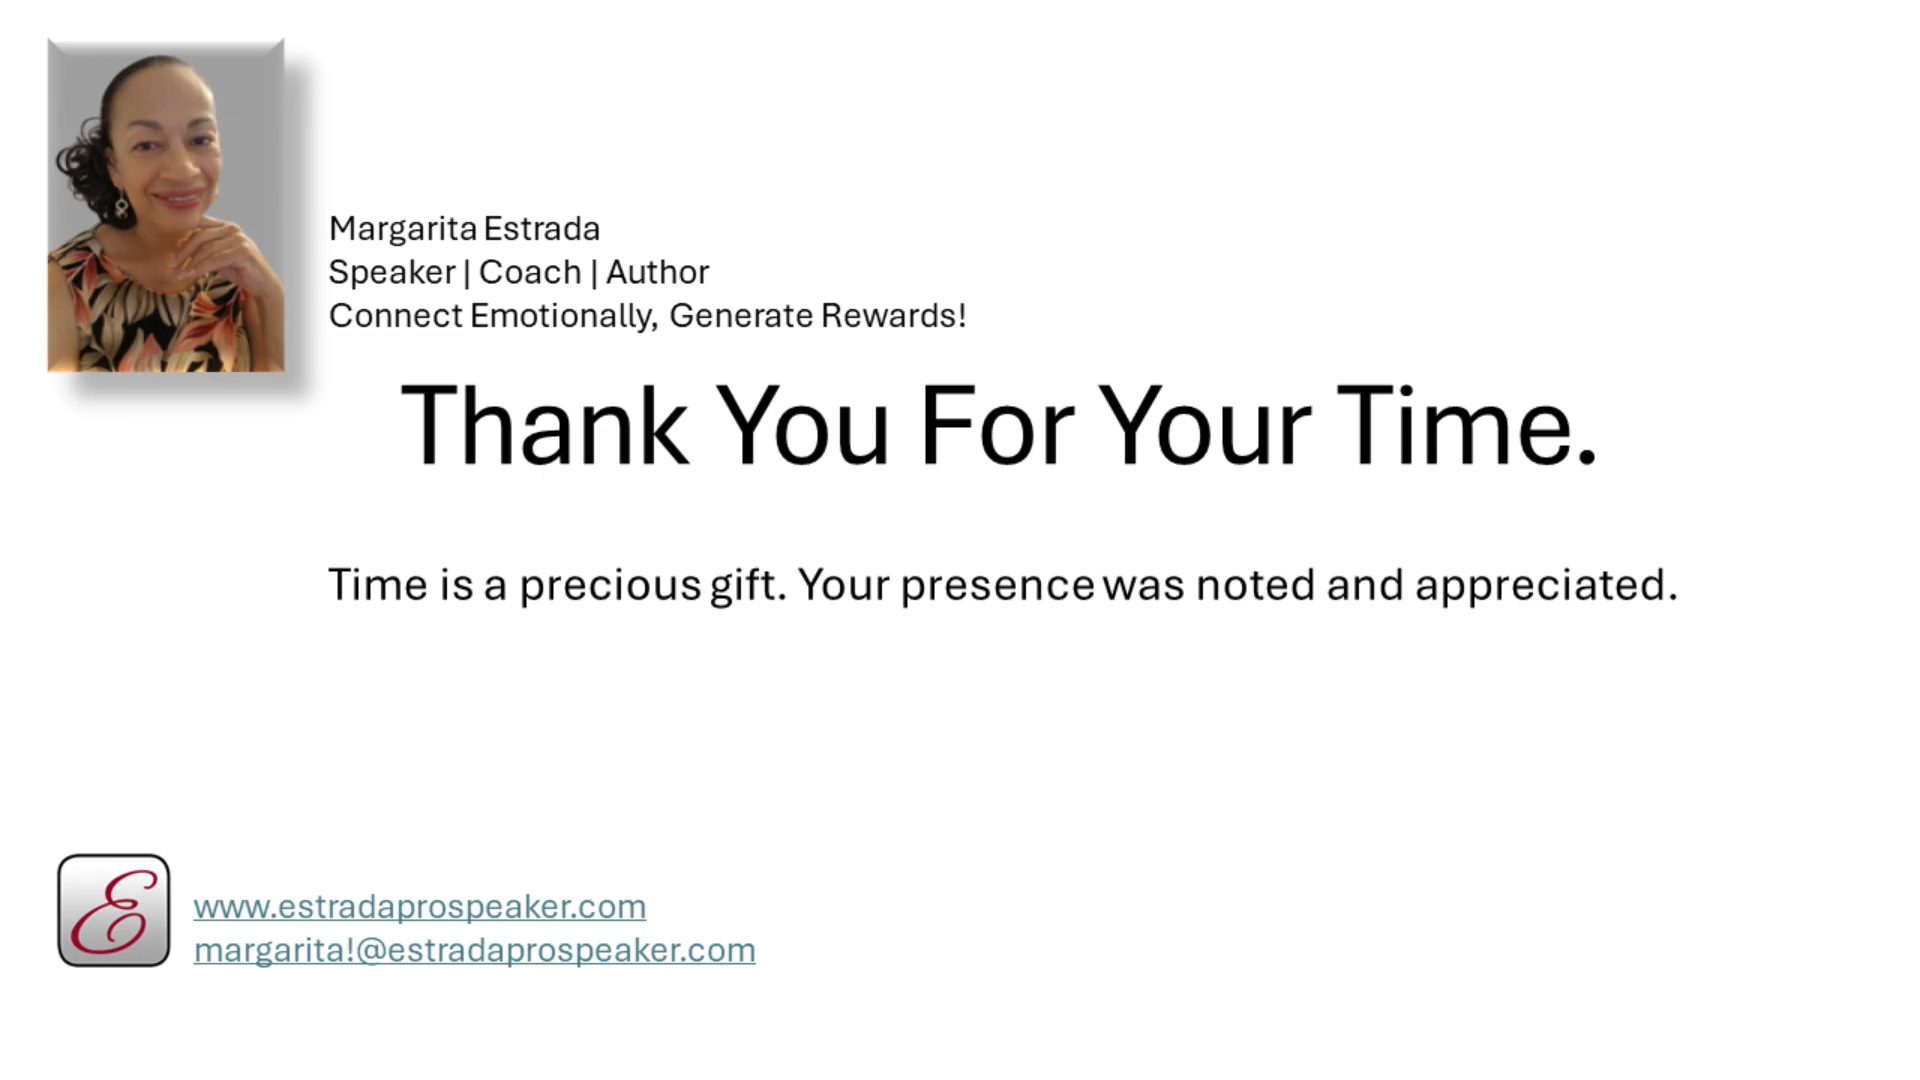 Margarita Estrada
Speaker | Coach | Author
Connect Emotionally, Generate Rewards!
Thank You For Your Time.
Time is a precious gift. Your presence was noted and appreciated.
E
www.estradaprospeaker.com
margarita!@estradaprospeaker.com